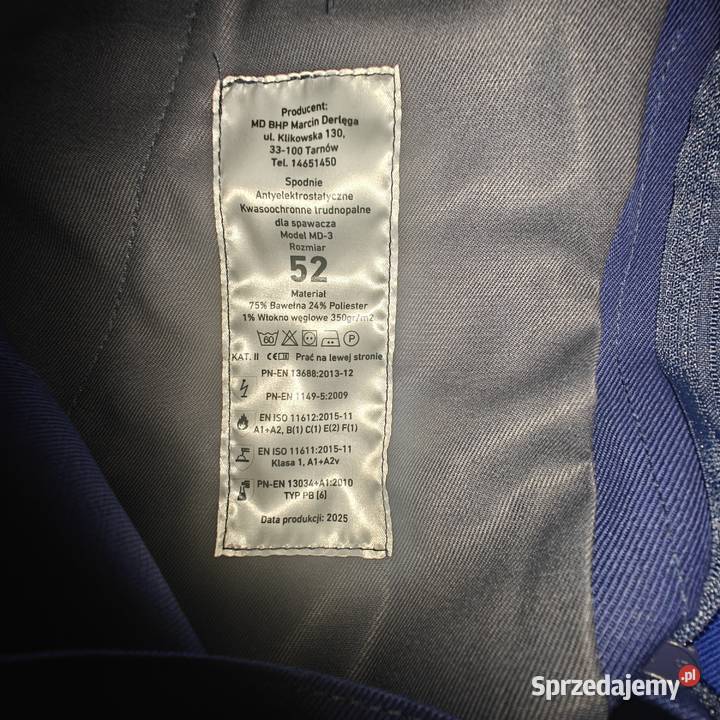 Producent:
MD BHP Marcin Derlęga
ul. Klikowska 130,
33-100 Tarnów
Tel. 14651450
Spodnie
Antyelektrostatyczne
Kwasoochronne trudnopalne
dla spawacza
Model MD-3
Rozmiar
52
Materiał
75% Bawełna 24% Poliester
1% Włokno węglowe 350gr/m2
60 P
KAT. II CE Prać na lewej stronie
PN-EN 13688:2013-12
PN-EN 1149-5:2009
EN ISO 11612:2015-11
A1+A2, B(1) C(1) E(2) F(1)
EN ISO 11611:2015-11
Klasa 1, A1+A2v
PN-EN 13034+A1:2010
TYP PB [6]
Data produkcji: 2025
Sprzedajemy.pl